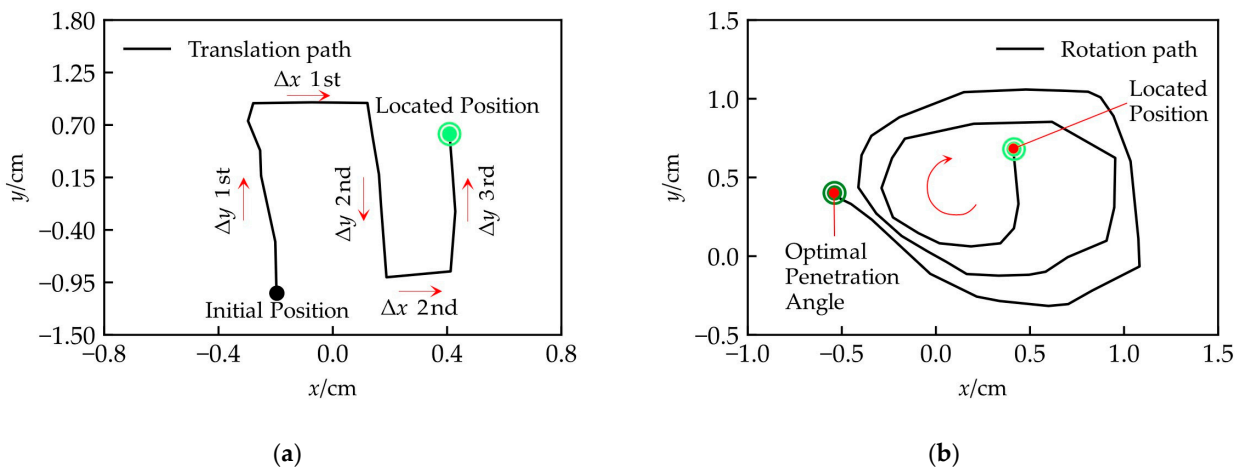 1.80
1.25
0.70
0.15
−0.40
−0.95
−1.50
y/cm
Translation path
Δx 1st
Located Position
Δy 1st
Δy 2nd
Δy 3rd
Initial Position
Δx 2nd
−0.8
−0.4
0.0
0.4
0.8
x/cm
(a)
1.5
1.0
0.5
0.0
−0.5
y/cm
Rotation path
Located
Position
Optimal
Penetration
Angle
−1.0
−0.5
0.0
0.5
1.0
1.5
x/cm
(b)